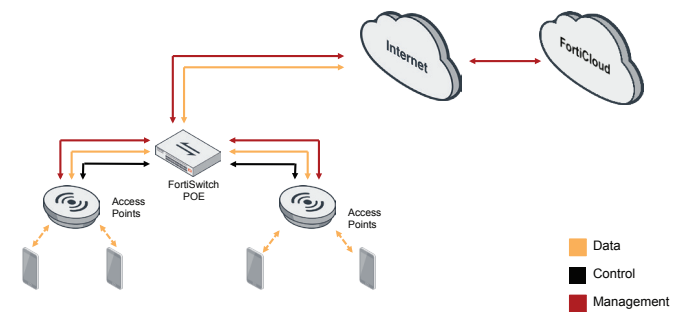 Internet
FortiCloud
FortiSwitch
POE
Access
Points
Access
Points
Data
Control
Management